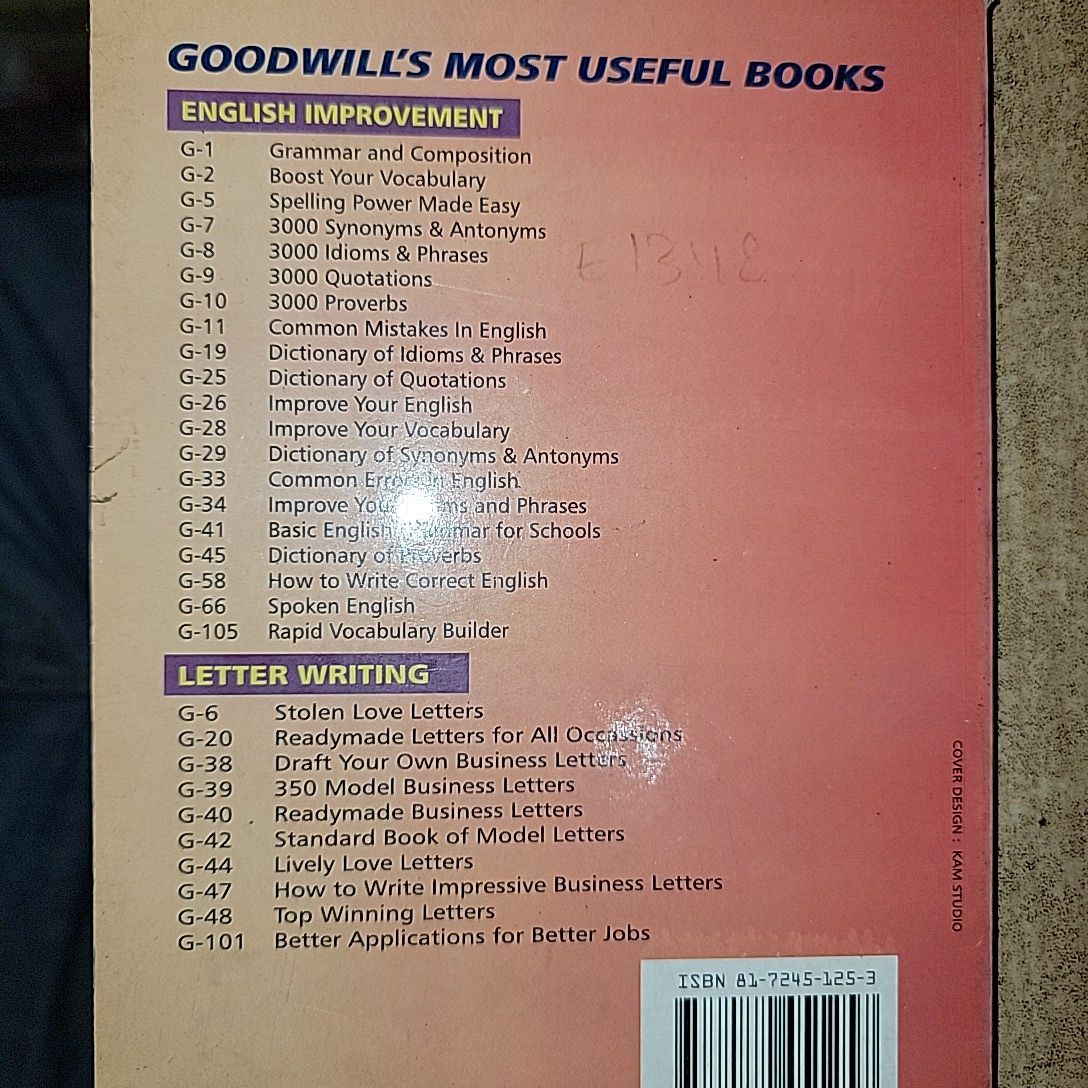 GOODWILL'S MOST USEFUL BOOKS
ENGLISH IMPROVEMENT
G-1 Grammar and Composition
G-2 Boost Your Vocabulary
G-5 Spelling Power Made Easy
G-7 3000 Synonyms & Antonyms
G-8 3000 Idioms & Phrases
G-9 3000 Quotations
G-10 3000 Proverbs
G-11 Common Mistakes In English
G-19 Dictionary of Idioms & Phrases
G-25 Dictionary of Quotations
G-26 Improve Your English
G-28 Improve Your Vocabulary
G-29 Dictionary of Synonyms & Antonyms
G-33 Common Errors in English
G-34 Improve Your and Phrases
G-41 Basic English Grammar for Schools
G-45 Dictionary of Proverbs
G-58 How to Write Correct English
G-66 Spoken English
G-105 Rapid Vocabulary Builder
LETTER WRITING
G-6 Stolen Love Letters
G-20 Readymade Letters for All Occassions
G-38 Draft Your Own Business Letters
G-39 350 Model Business Letters
G-40 Readymade Business Letters
G-42 Standard Book of Model Letters
G-44 Lively Love Letters
G-47 How to Write Impressive Business Letters
G-48 Top Winning Letters
G-101 Better Applications for Better Jobs
COVER DESIGN : KAM STUDIO
ISBN 81-7245-125-3